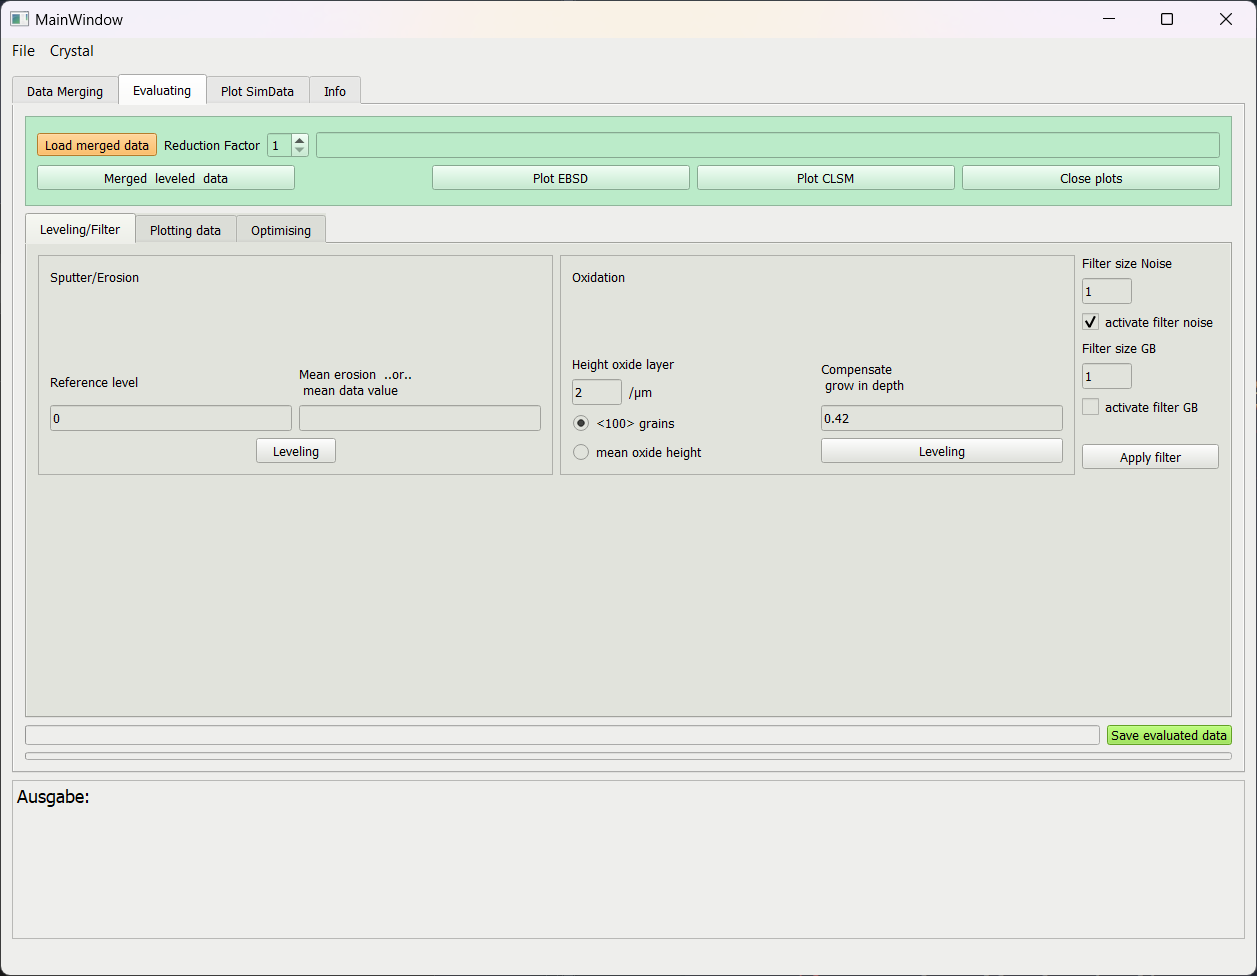 MainWindow
File Crystal
Data Merging Evaluating Plot SimData Info
Load merged data Reduction Factor 1
Merged leveled data Plot EBSD Plot CLSM Close plots
Leveling/Filter Plotting data Optimising
Sputter/Erosion
Reference level
Mean erosion ..or..
mean data value
0
Leveling
Oxidation
Height oxide layer
2 /µm
<100> grains
mean oxide height
Compensate
grow in depth
0.42
Leveling
Filter size Noise
1
activate filter noise
Filter size GB
1
activate filter GB
Apply filter
Save evaluated data
Ausgabe: